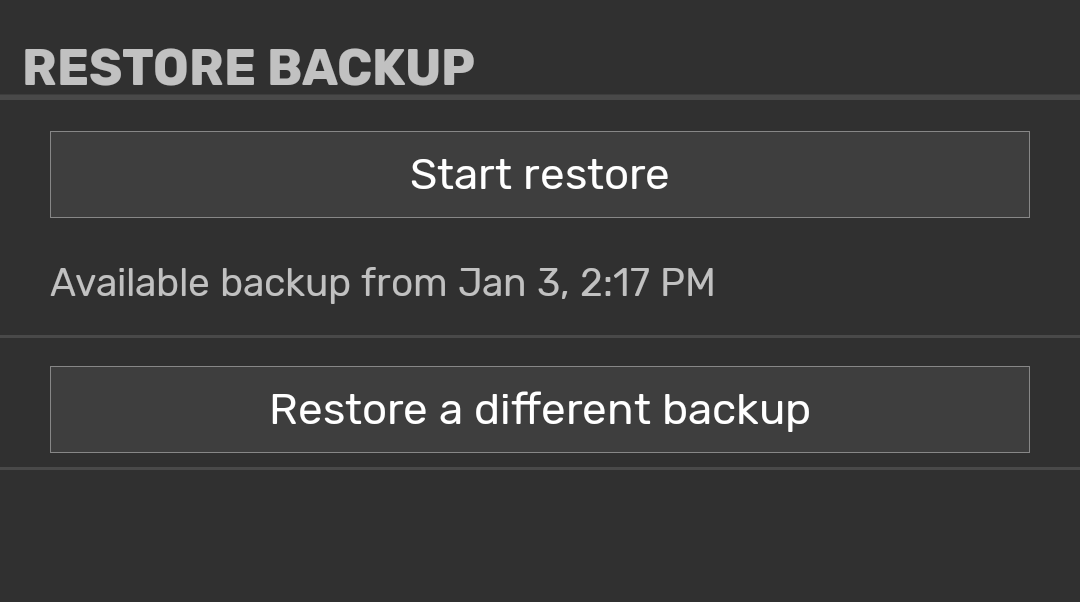 RESTORE BACKUP
Start restore
Available backup from Jan 3, 2:17 PM
Restore a different backup